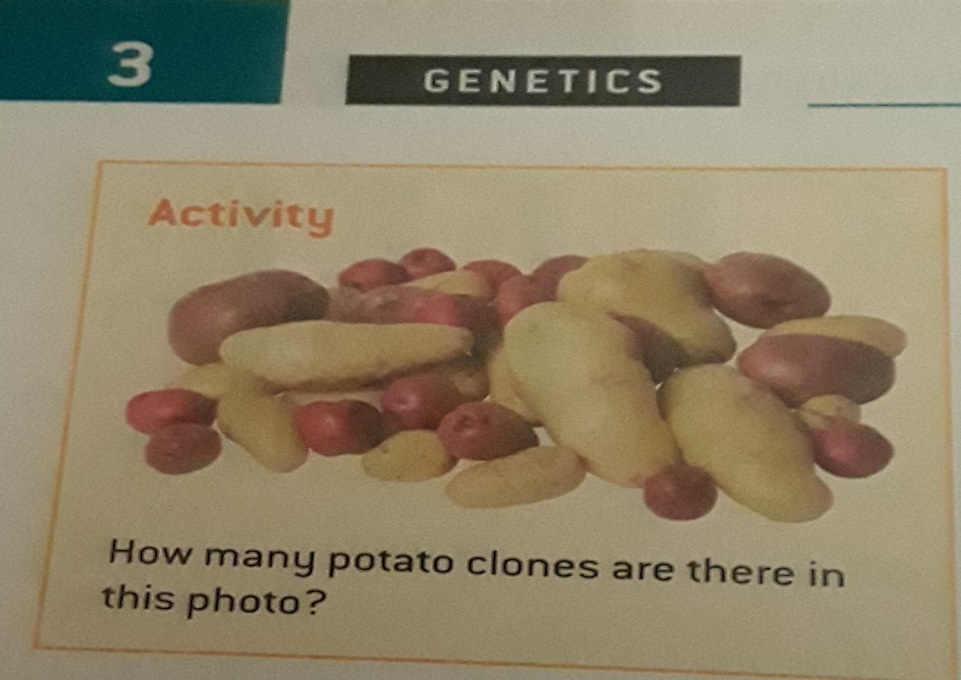 3
GENETICS
Activity
How many potato clones are there in
this photo?